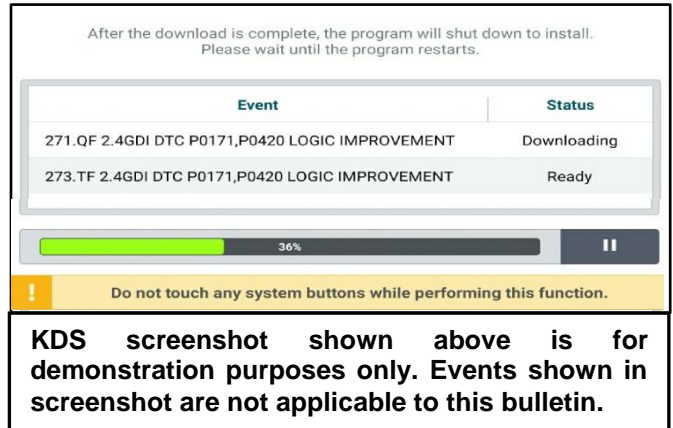 After the download is complete, the program will shut down to install.
Please wait until the program restarts.
Event Status
271.QF 2.4GDI DTC P0171,P0420 LOGIC IMPROVEMENT Downloading
273.TF 2.4GDI DTC P0171,P0420 LOGIC IMPROVEMENT Ready
36%
! Do not touch any system buttons while performing this function.
KDS screenshot shown above is for
demonstration purposes only. Events shown in
screenshot are not applicable to this bulletin.